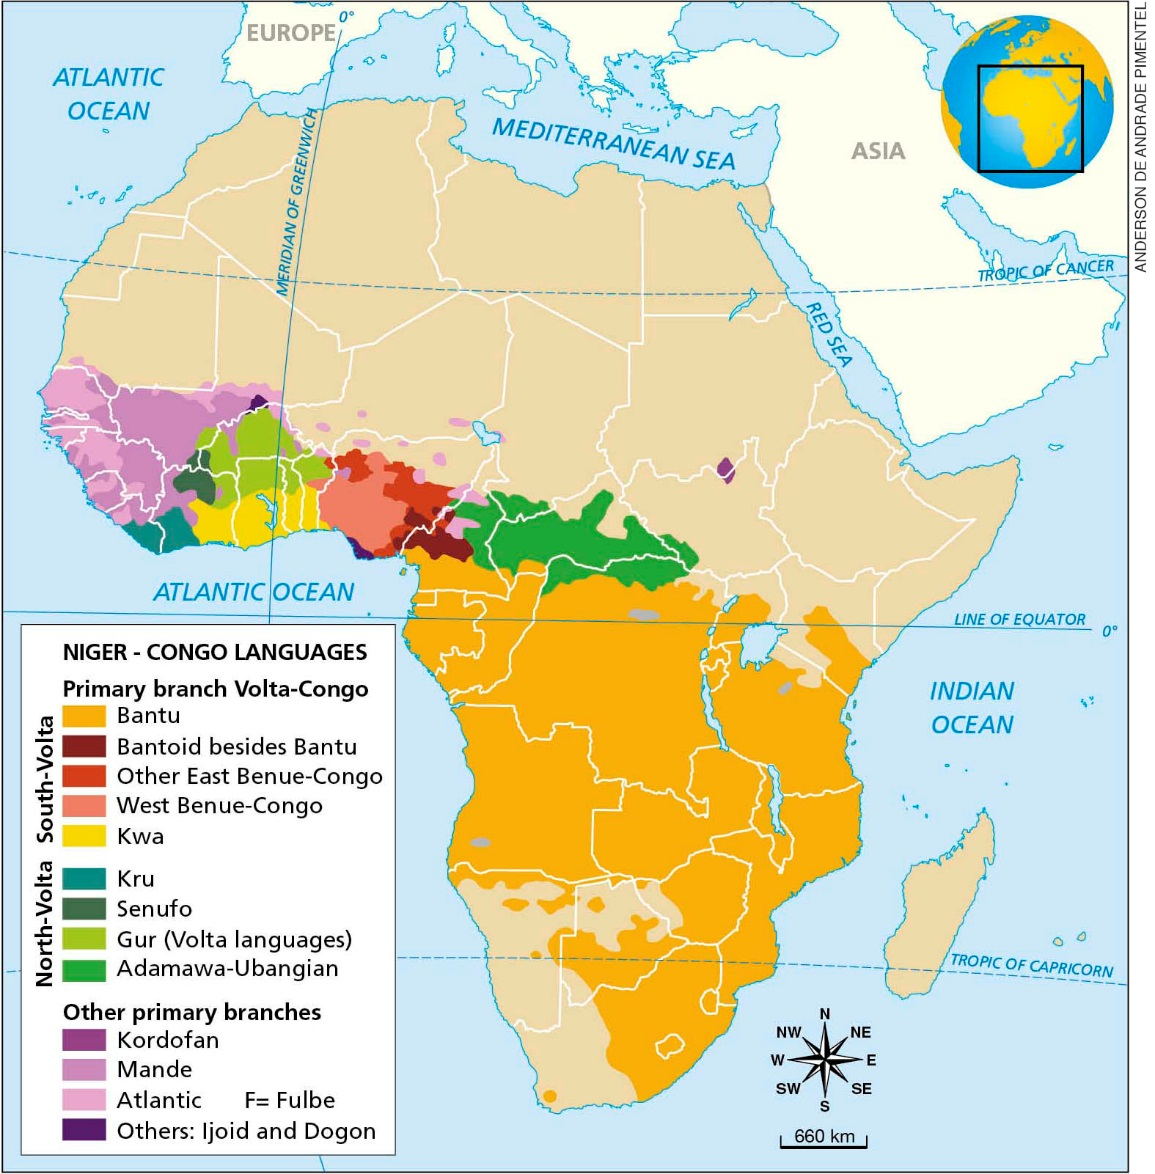 EUROPE
0°
ATLANTIC
OCEAN
MERIDIAN OF GREENWICH
MEDITERRANEAN SEA
ASIA
ANDERSON DE ANDRADE PIMENTEL
TROPIC OF CANCER
RED SEA
ATLANTIC OCEAN
LINE OF EQUATOR
0°
INDIAN
OCEAN
TROPIC OF CAPRICORN
NIGER - CONGO LANGUAGES
Primary branch Volta-Congo
South-Volta
Bantu
Bantoid besides Bantu
Other East Benue-Congo
West Benue-Congo
Kwa
North-Volta
Kru
Senufo
Gur (Volta languages)
Adamawa-Ubangian
Other primary branches
Kordofan
Mande
Atlantic F= Fulbe
Others: Ijoid and Dogon
N
NW NE
W E
SW SE
S
660 km